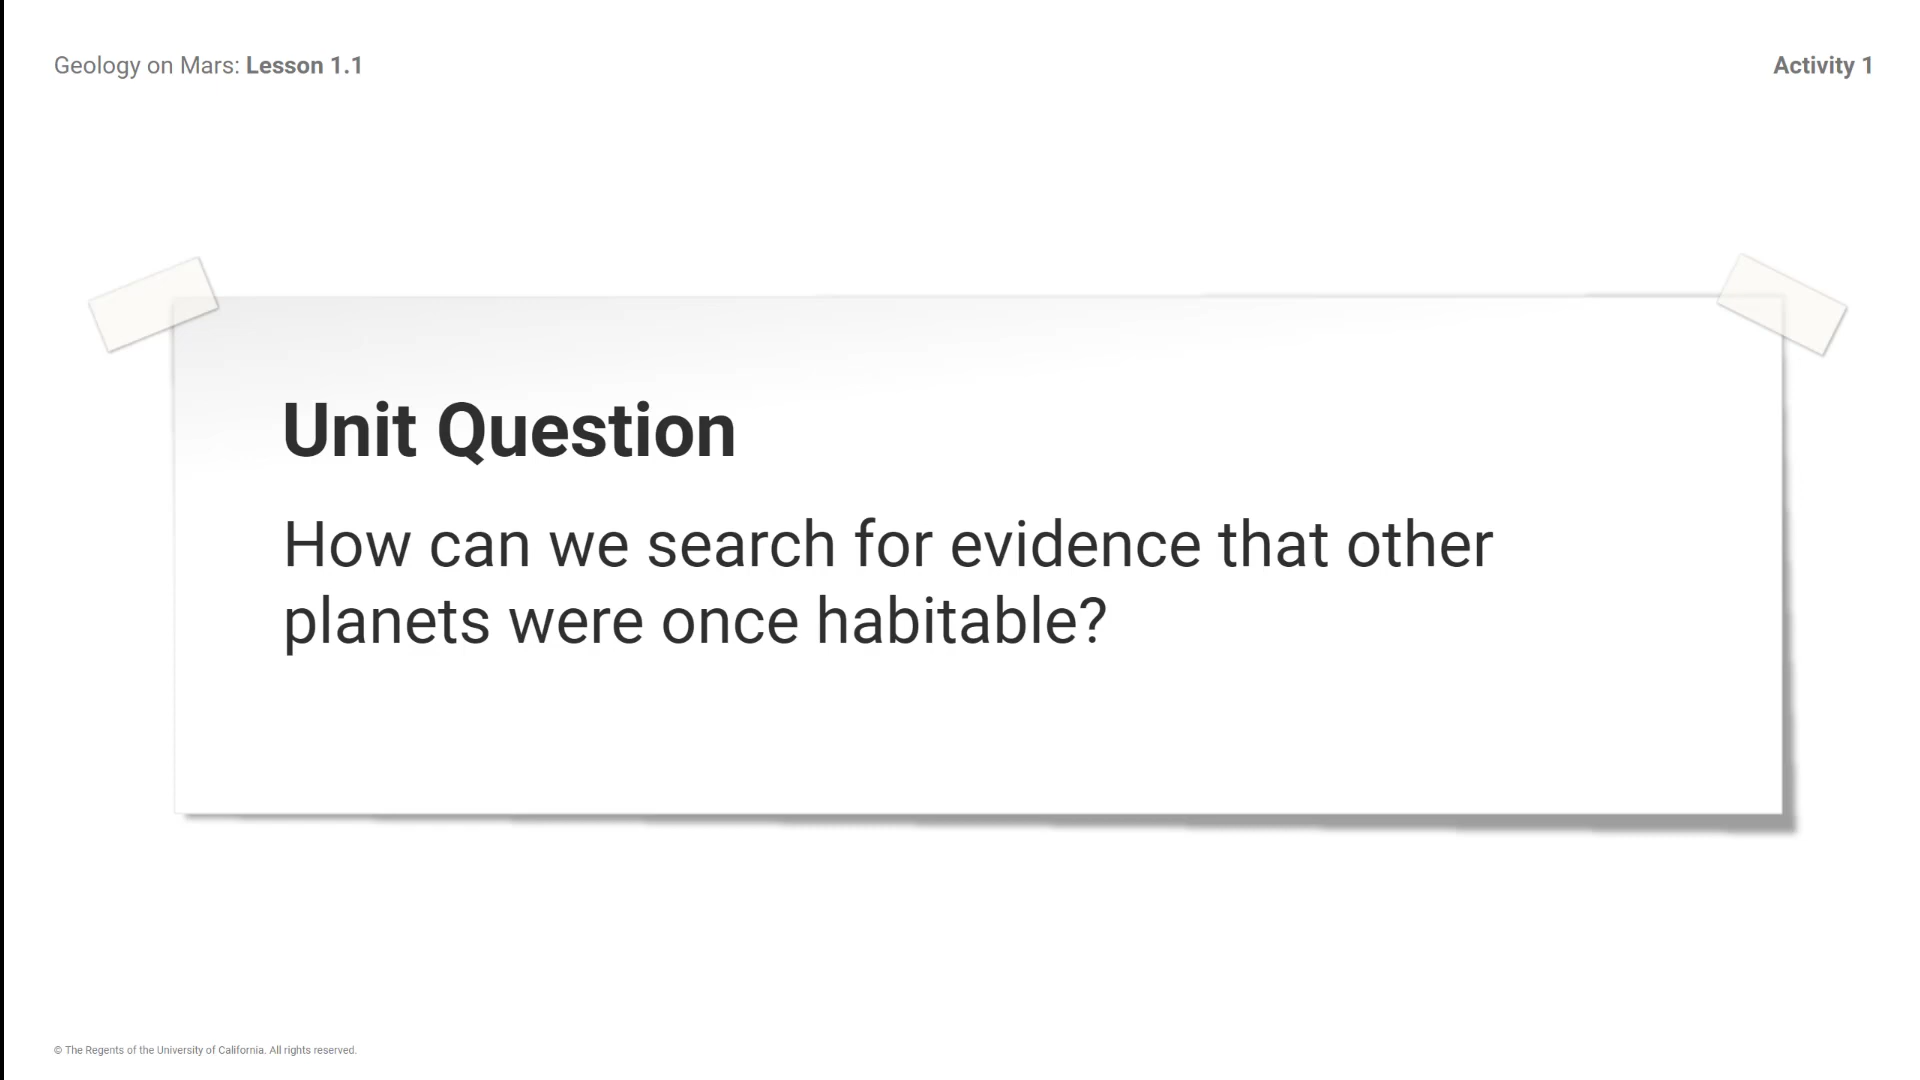 Geology on Mars: Lesson 1.1
Activity 1
Unit Question
How can we search for evidence that other
planets were once habitable?
© The Regents of the University of California. All rights reserved.